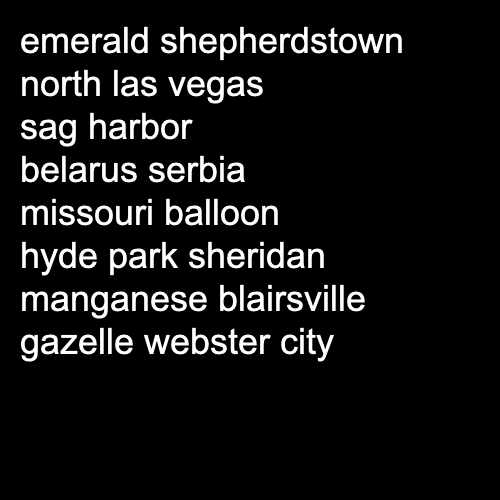 emerald shepherdstown
north las vegas
sag harbor
belarus serbia
missouri balloon
hyde park sheridan
manganese blairsville
gazelle webster city